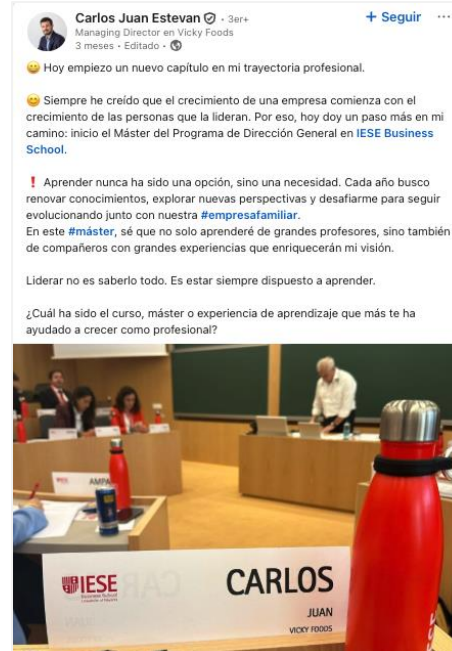 Carlos Juan Estevan · 3er+
+ Seguir ...
Managing Director en Vicky Foods
3 meses · Editado ·
😀 Hoy empiezo un nuevo capítulo en mi trayectoria profesional.
😊 Siempre he creído que el crecimiento de una empresa comienza con el
crecimiento de las personas que la lideran. Por eso, hoy doy un paso más en mi
camino: inicio el Máster del Programa de Dirección General en IESE Business
School.
❗ Aprender nunca ha sido una opción, sino una necesidad. Cada año busco
renovar conocimientos, explorar nuevas perspectivas y desafiarme para seguir
evolucionando junto con nuestra #empresafamiliar.
En este #máster, sé que no solo aprenderé de grandes profesores, sino también
de compañeros con grandes experiencias que enriquecerán mi visión.
Liderar no es saberlo todo. Es estar siempre dispuesto a aprender.
¿Cuál ha sido el curso, máster o experiencia de aprendizaje que más te ha
ayudado a crecer como profesional?
IESE
AMPA
IESE
Business School
CARLOS
JUAN
VICKY FOODS